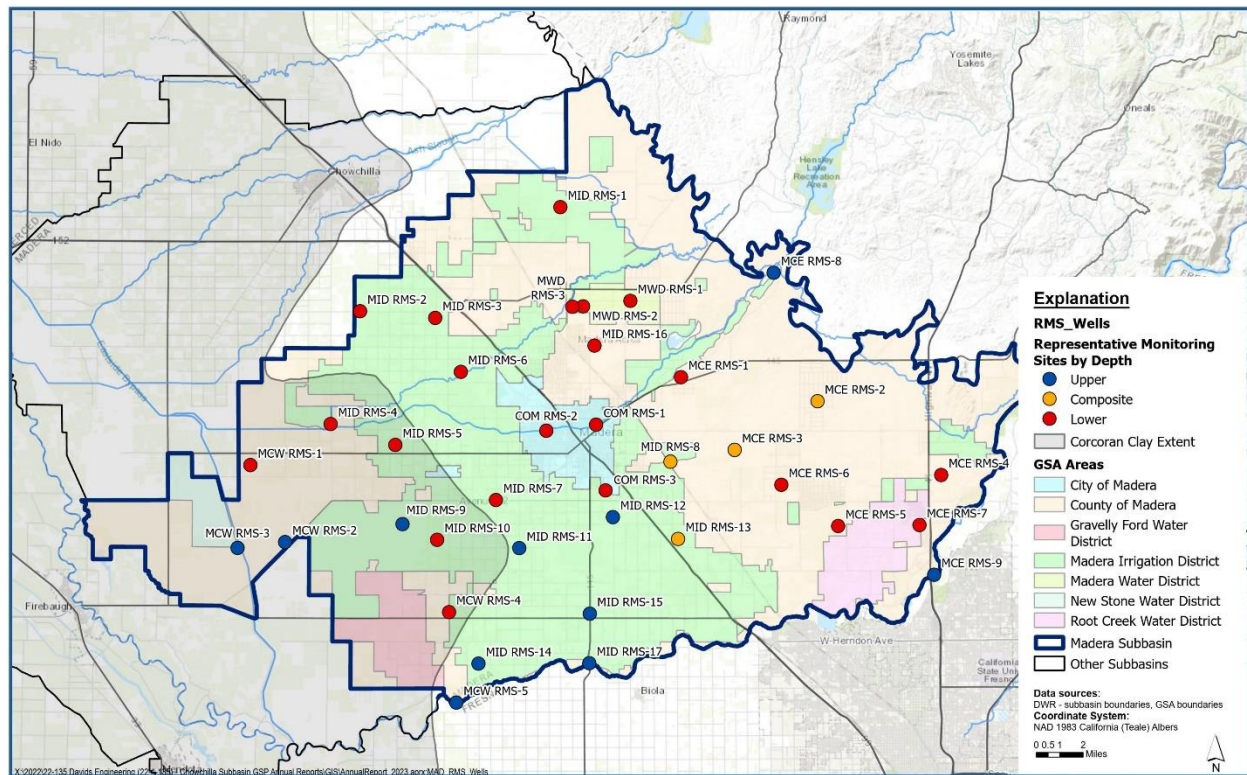 Raymond
Yosemite
Lakes
Oneals
59
El Nido
Ash Slough
Chowchilla
Hensley
Lake
Recreation
Area
MID RMS-1
MEROLD
MADERA
152
MCE RMS-8
MID RMS-2
MID RMS-3
MWD
RMS-3
MWD RMS-1
MWD RMS-2
MID RMS-16
MID RMS-6
MCE RMS-1
145
MCE RMS-2
MID RMS-4
MID RMS-5
COM RMS-2
COM RMS-1
Madera
MCE RMS-3
MID RMS-8
MCW RMS-1
MCE RMS-6
MCE RMS-4
MID RMS-7
COM RMS-3
MID RMS-12
MID RMS-9
MID RMS-10
MID RMS-11
MID RMS-13
MCE RMS-5
MCE RMS-7
MCW RMS-3
MCW RMS-2
MCE RMS-9
Firebaugh
MCW RMS-4
MID RMS-15
W Herndon Ave
MID RMS-14
MID RMS-17
MCW RMS-5
Biola
Explanation
RMS_Wells
Representative Monitoring
Sites by Depth
Upper
Composite
Lower
Corcoran Clay Extent
GSA Areas
City of Madera
County of Madera
Gravelly Ford Water
District
Madera Irrigation District
Madera Water District
New Stone Water District
Root Creek Water District
Madera Subbasin
Other Subbasins
Data sources:
DWR - subbasin boundaries, GSA boundaries
Coordinate System:
NAD 1983 California (Teale) Albers
0 0.5 1 2
Miles
N